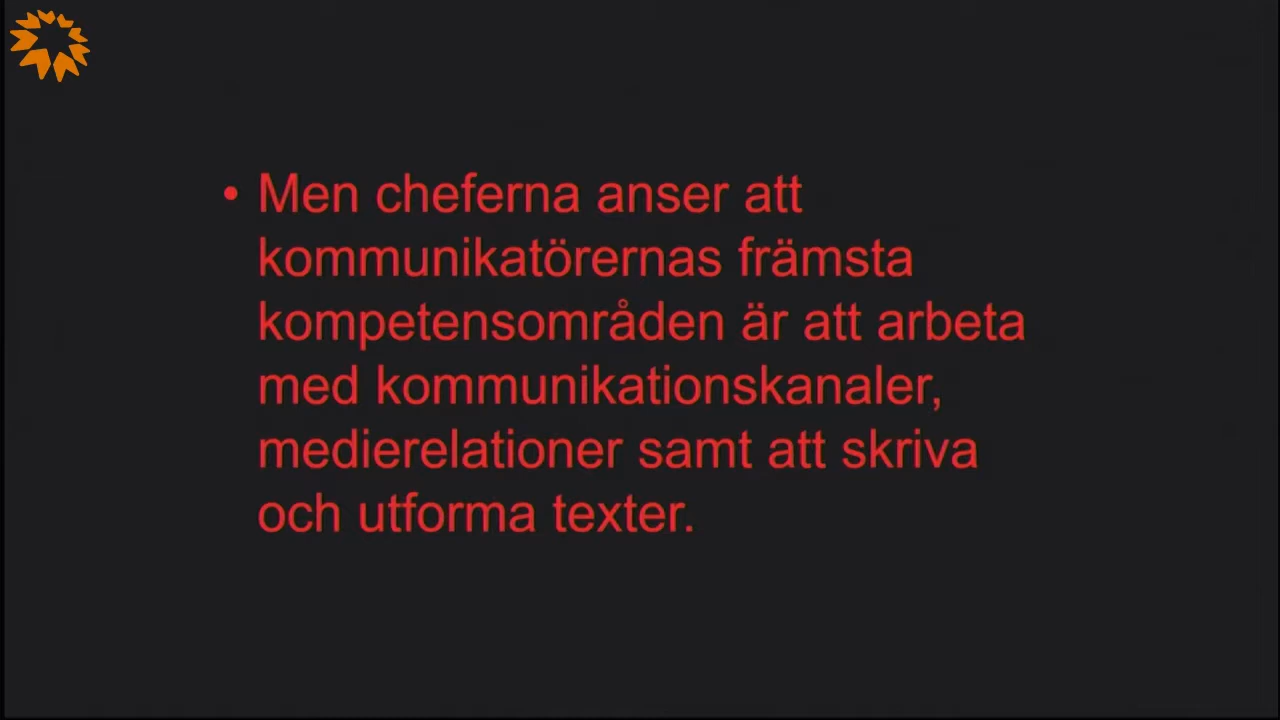 • Men cheferna anser att
kommunikatörernas främsta
kompetensområden är att arbeta
med kommunikationskanaler,
medierelationer samt att skriva
och utforma texter.